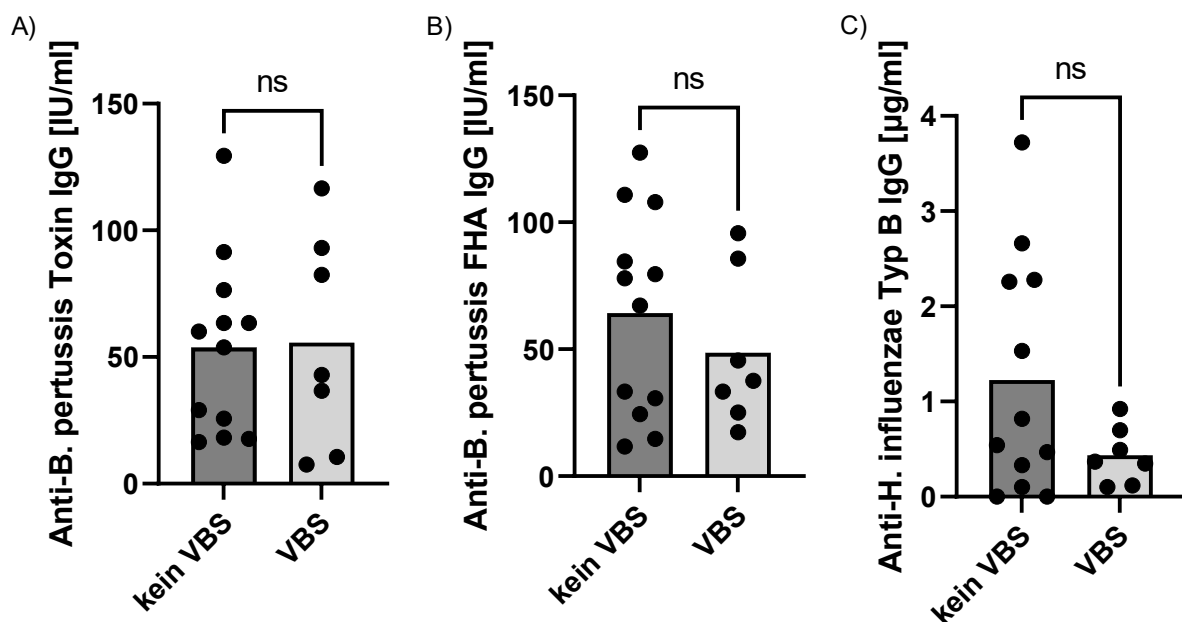 A)
Anti-B. pertussis Toxin IgG [IU/ml]
150
100
50
0
ns
kein VBS
VBS
B)
Anti-B. pertussis FHA IgG [IU/ml]
150
100
50
0
ns
kein VBS
VBS
C)
Anti-H. influenzae Typ B IgG [µg/ml]
4
3
2
1
0
ns
kein VBS
VBS